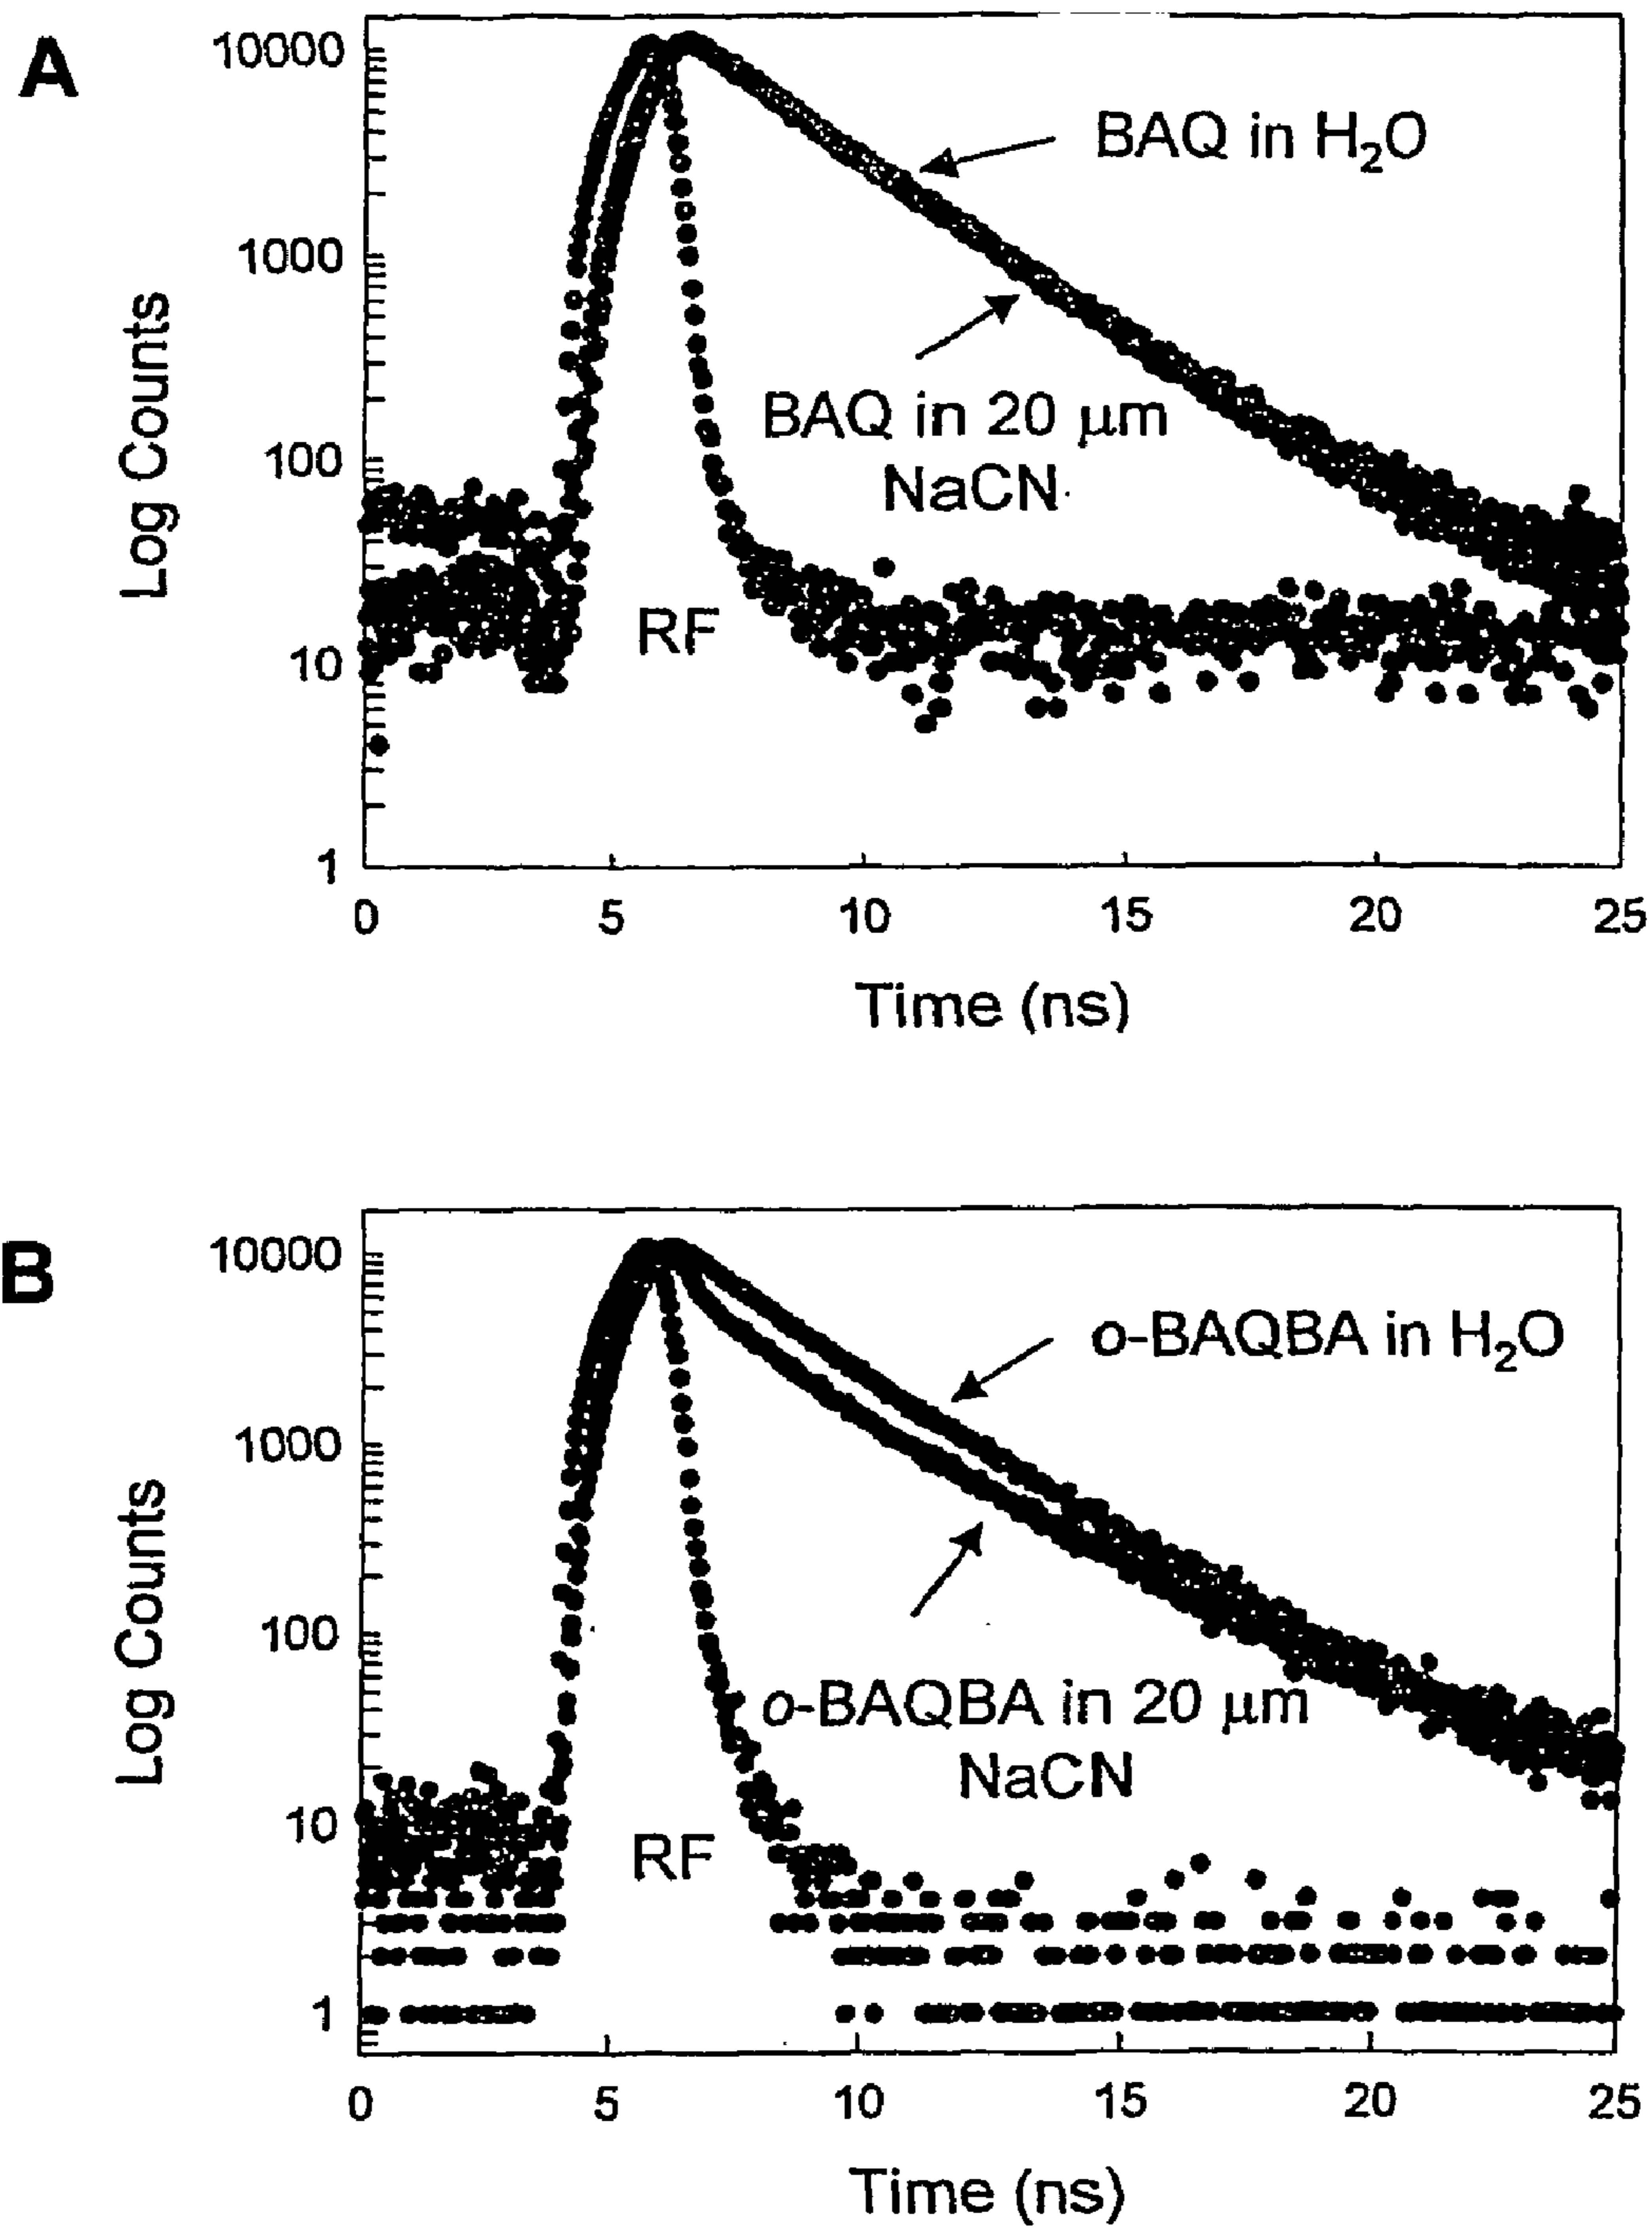 A
10000
1000
100
10
1
Log Counts
BAQ in H₂O
BAQ in 20 μm
NaCN
RF
0 5 10 15 20 25
Time (ns)
B
10000
1000
100
10
1
Log Counts
o-BAQBA in H₂O
o-BAQBA in 20 μm
NaCN
RF
0 5 10 15 20 25
Time (ns)